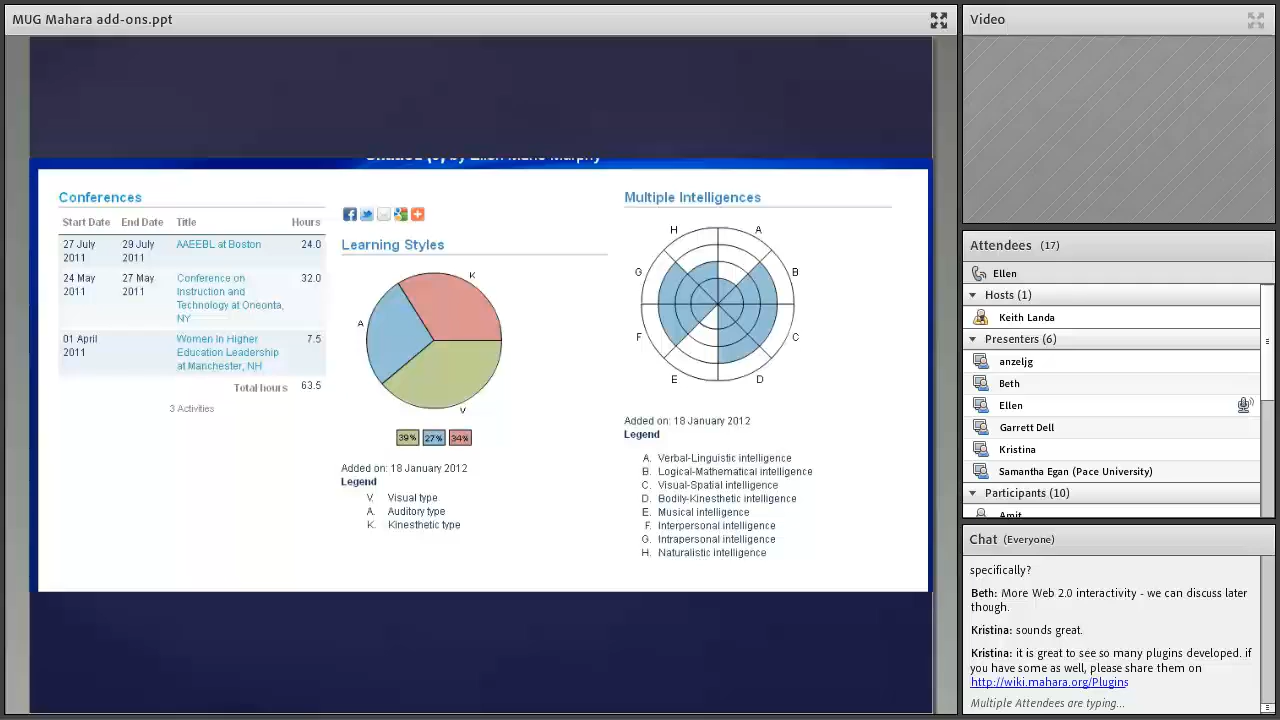 MUG Mahara add-ons.ppt
Conferences
Start Date End Date Title Hours
27 July 2011 29 July 2011 AAEEBL at Boston 24.0
24 May 2011 27 May 2011 Conference on Instruction and Technology at Oneonta, NY 32.0
01 April 2011 Women In Higher Education Leadership at Manchester, NH 7.5
Total hours 63.5
3 Activities
Learning Styles
K
A
V
39% 27% 34%
Added on: 18 January 2012
Legend
V. Visual type
A. Auditory type
K. Kinesthetic type
Multiple Intelligences
H A
G B
F C
E D
Added on: 18 January 2012
Legend
A. Verbal-Linguistic intelligence
B. Logical-Mathematical intelligence
C. Visual-Spatial intelligence
D. Bodily-Kinesthetic intelligence
E. Musical intelligence
F. Interpersonal intelligence
G. Intrapersonal intelligence
H. Naturalistic intelligence
Video
Attendees (17)
Ellen
Hosts (1)
Keith Landa
Presenters (6)
anzeljg
Beth
Ellen
Garrett Dell
Kristina
Samantha Egan (Pace University)
Participants (10)
Amit
Chat (Everyone)
specifically?
Beth: More Web 2.0 interactivity - we can discuss later
though.
Kristina: sounds great.
Kristina: it is great to see so many plugins developed. if
you have some as well, please share them on
http://wiki.mahara.org/Plugins
Multiple Attendees are typing...